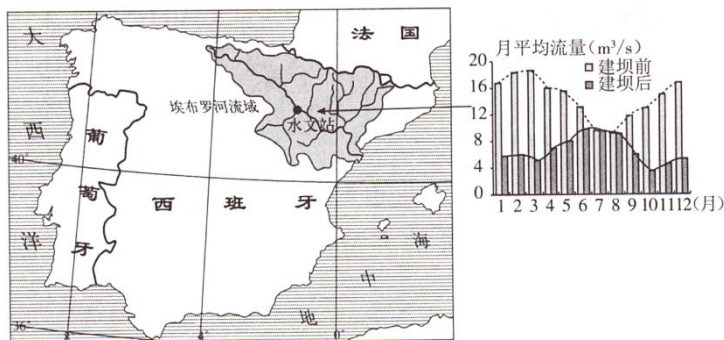 大西洋
法国
埃布罗河流域
水文站
葡萄牙
西班牙
地中海
40°
36°
4°
0°
月平均流量(m³/s)
建坝前
建坝后
20
16
12
8
4
0
1 2 3 4 5 6 7 8 9 10 11 12 (月)